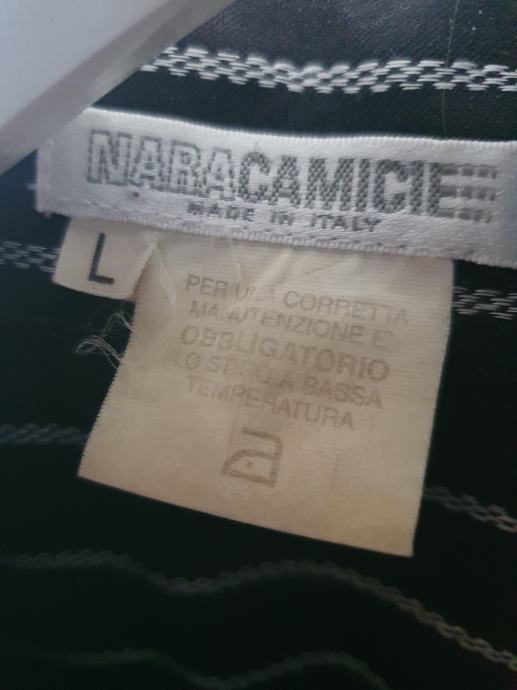 NARACAMICIE
MADE IN ITALY
L
PER UNA CORRETTA
MANUTENZIONE E'
OBBLIGATORIO
LO STIRO A BASSA
TEMPERATURA